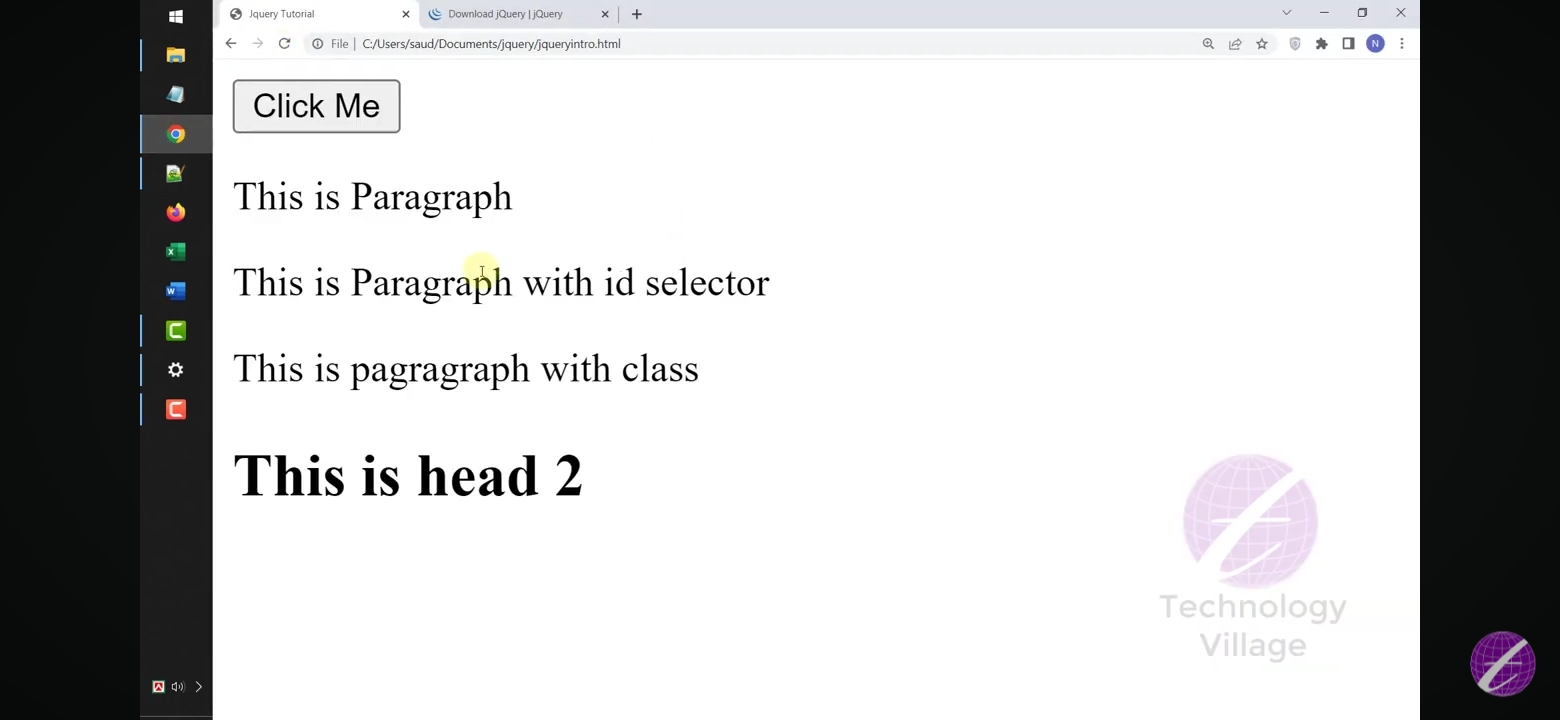 Jquery Tutorial
Download jQuery | jQuery
File | C:/Users/saud/Documents/jquery/jqueryintro.html
N
Click Me
This is Paragraph
This is Paragraph with id selector
This is pagragraph with class
This is head 2
Technology
Village